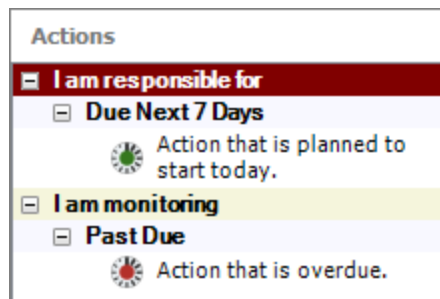 Actions
I am responsible for
Due Next 7 Days
Action that is planned to
start today.
I am monitoring
Past Due
Action that is overdue.